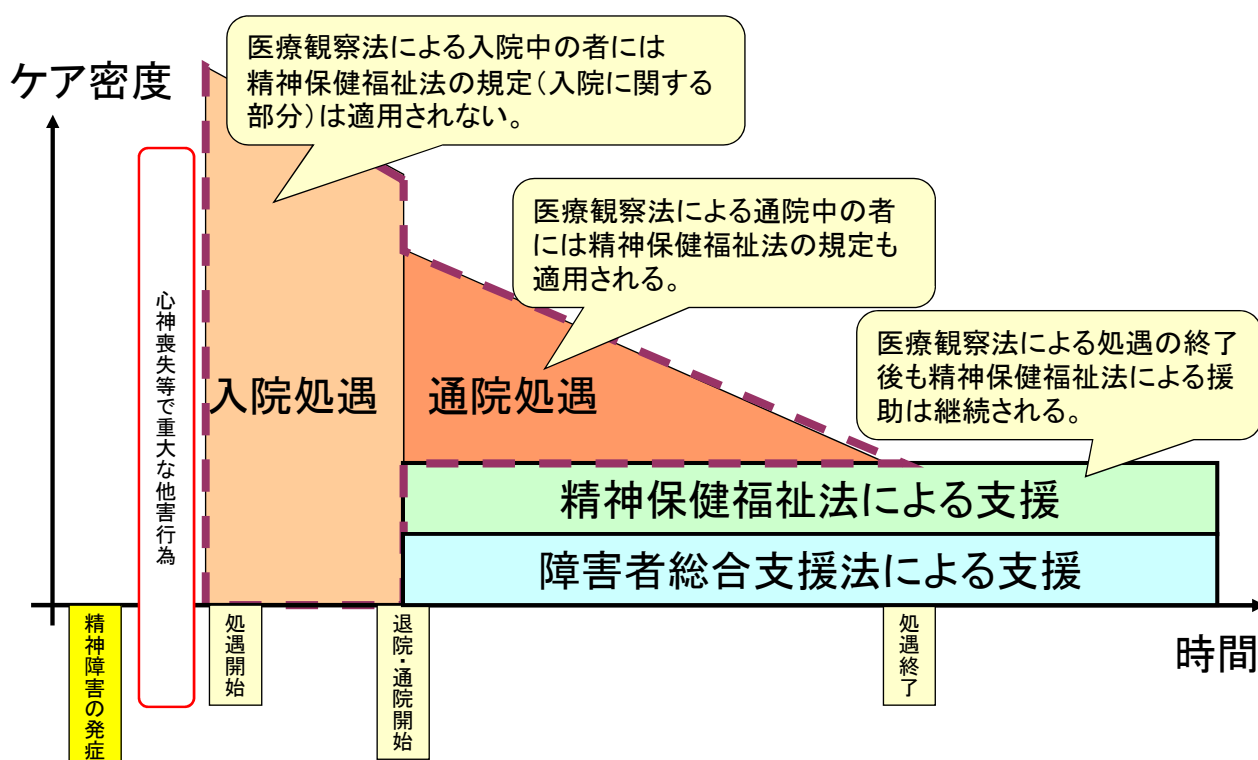 医療観察法による入院中の者には
精神保健福祉法の規定(入院に関する
部分)は適用されない。
ケア密度
医療観察法による通院中の者
には精神保健福祉法の規定も
適用される。
心神喪失等で重大な他害行為
医療観察法による処遇の終了
後も精神保健福祉法による援
助は継続される。
入院処遇
通院処遇
精神保健福祉法による支援
障害者総合支援法による支援
精神障害の発症
処遇開始
退院・通院開始
処遇終了
時間